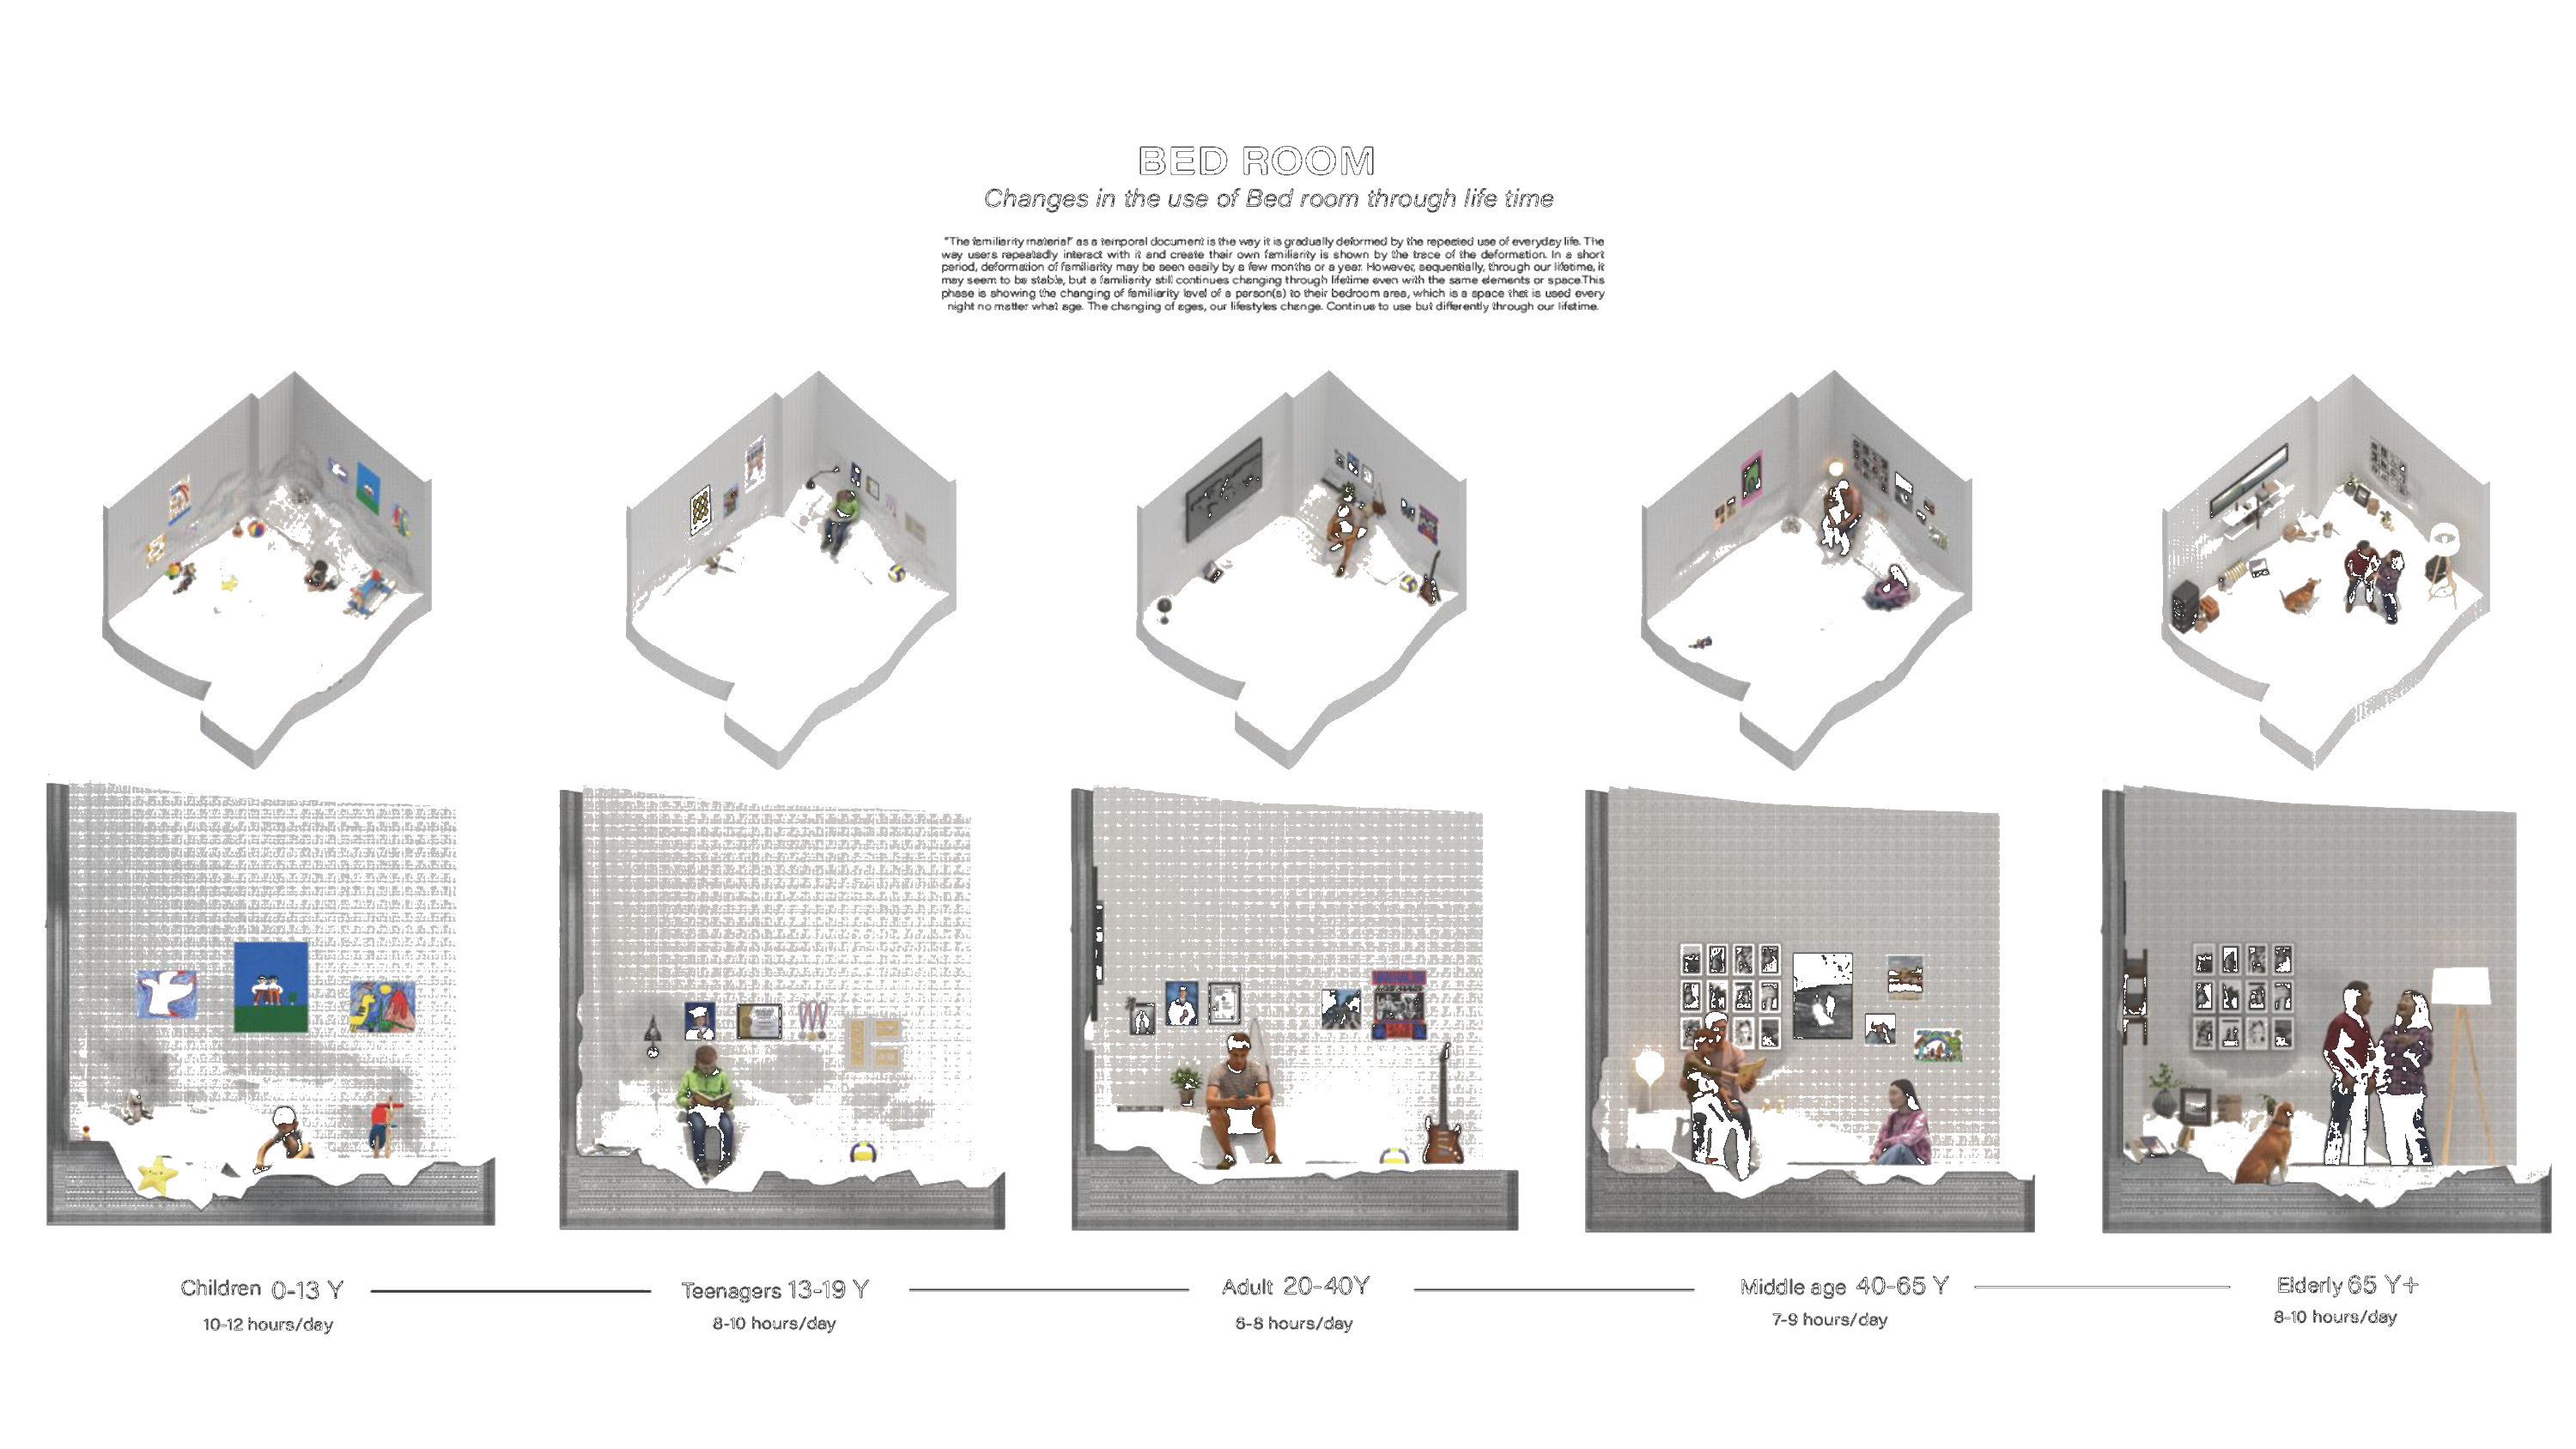 BED ROOM
Changes in the use of Bed room through life time
"The familiarity material" as a temporal document is the way it is gradually deformed by the repeated use of everyday life. The
way users repeatedly interact with it and create their own familiarity is shown by the trace of the deformation. In a short
period, deformation of familiarity may be seen easily by a few months or a year. However, sequentially, through our lifetime, it
may seem to be stable, but a familiarity still continues changing through lifetime even with the same elements or space.This
phase is showing the changing of familiarity level of a person(s) to their bedroom area, which is a space that is used every
night no matter what age. The changing of ages, our lifestyles change. Continue to use but differently through our lifetime.
Children 0-13 Y
10-12 hours/day
Teenagers 13-19 Y
8-10 hours/day
Adult 20-40Y
hours/day
Middle age 40-65 Y
7-9 hours/day
Elderly 65 Y+
8-10 hours/day